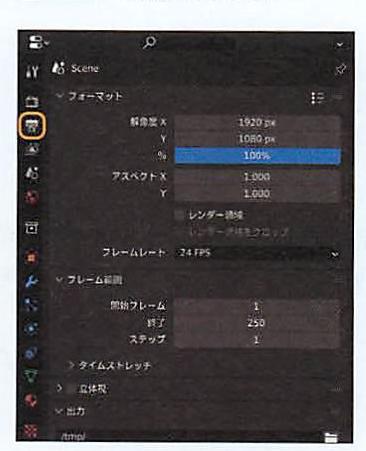 Scene
フォーマット
解像度 X 1920 px
Y 1080 px
% 100%
アスペクト X 1.000
Y 1.000
レンダー領域
レンダー領域をクロップ
フレームレート 24 FPS
フレーム範囲
開始フレーム 1
終了 250
ステップ 1
タイムストレッチ
立体視
出力
/tmp/